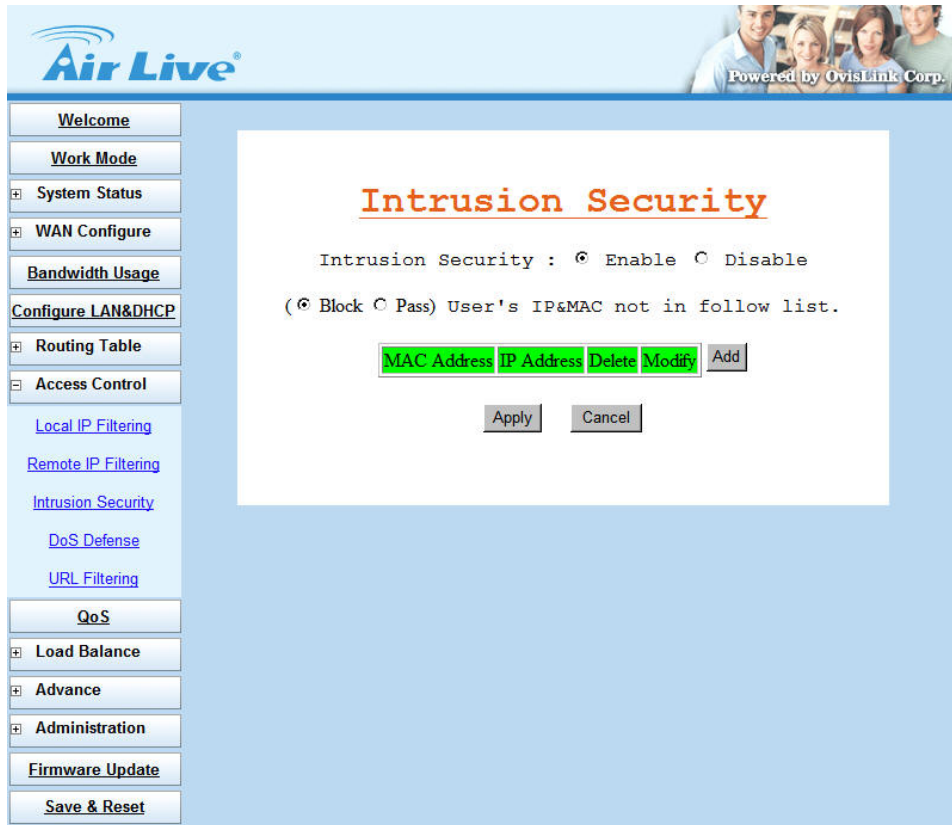 Air Live®
Powered by OvisLink Corp.
Welcome
Work Mode
System Status
WAN Configure
Bandwidth Usage
Configure LAN&DHCP
Routing Table
Access Control
Local IP Filtering
Remote IP Filtering
Intrusion Security
DoS Defense
URL Filtering
QoS
Load Balance
Advance
Administration
Firmware Update
Save & Reset
Intrusion Security
Intrusion Security : Enable Disable
( Block Pass) User's IP&MAC not in follow list.
MAC Address IP Address Delete Modify Add
Apply Cancel